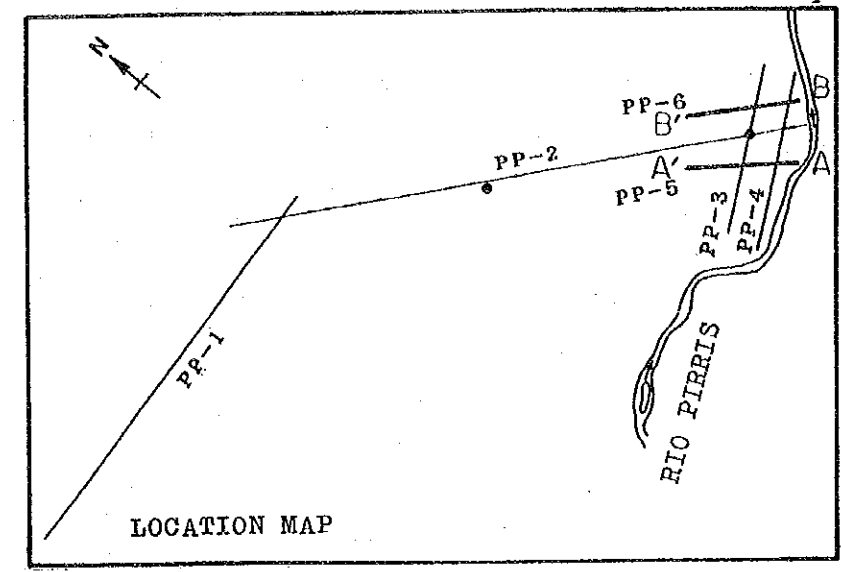 N
PP-6
B
B'
PP-2
A'
A
PP-5
PP-3
PP-4
PP-1
RIO PIRRIS
LOCATION MAP